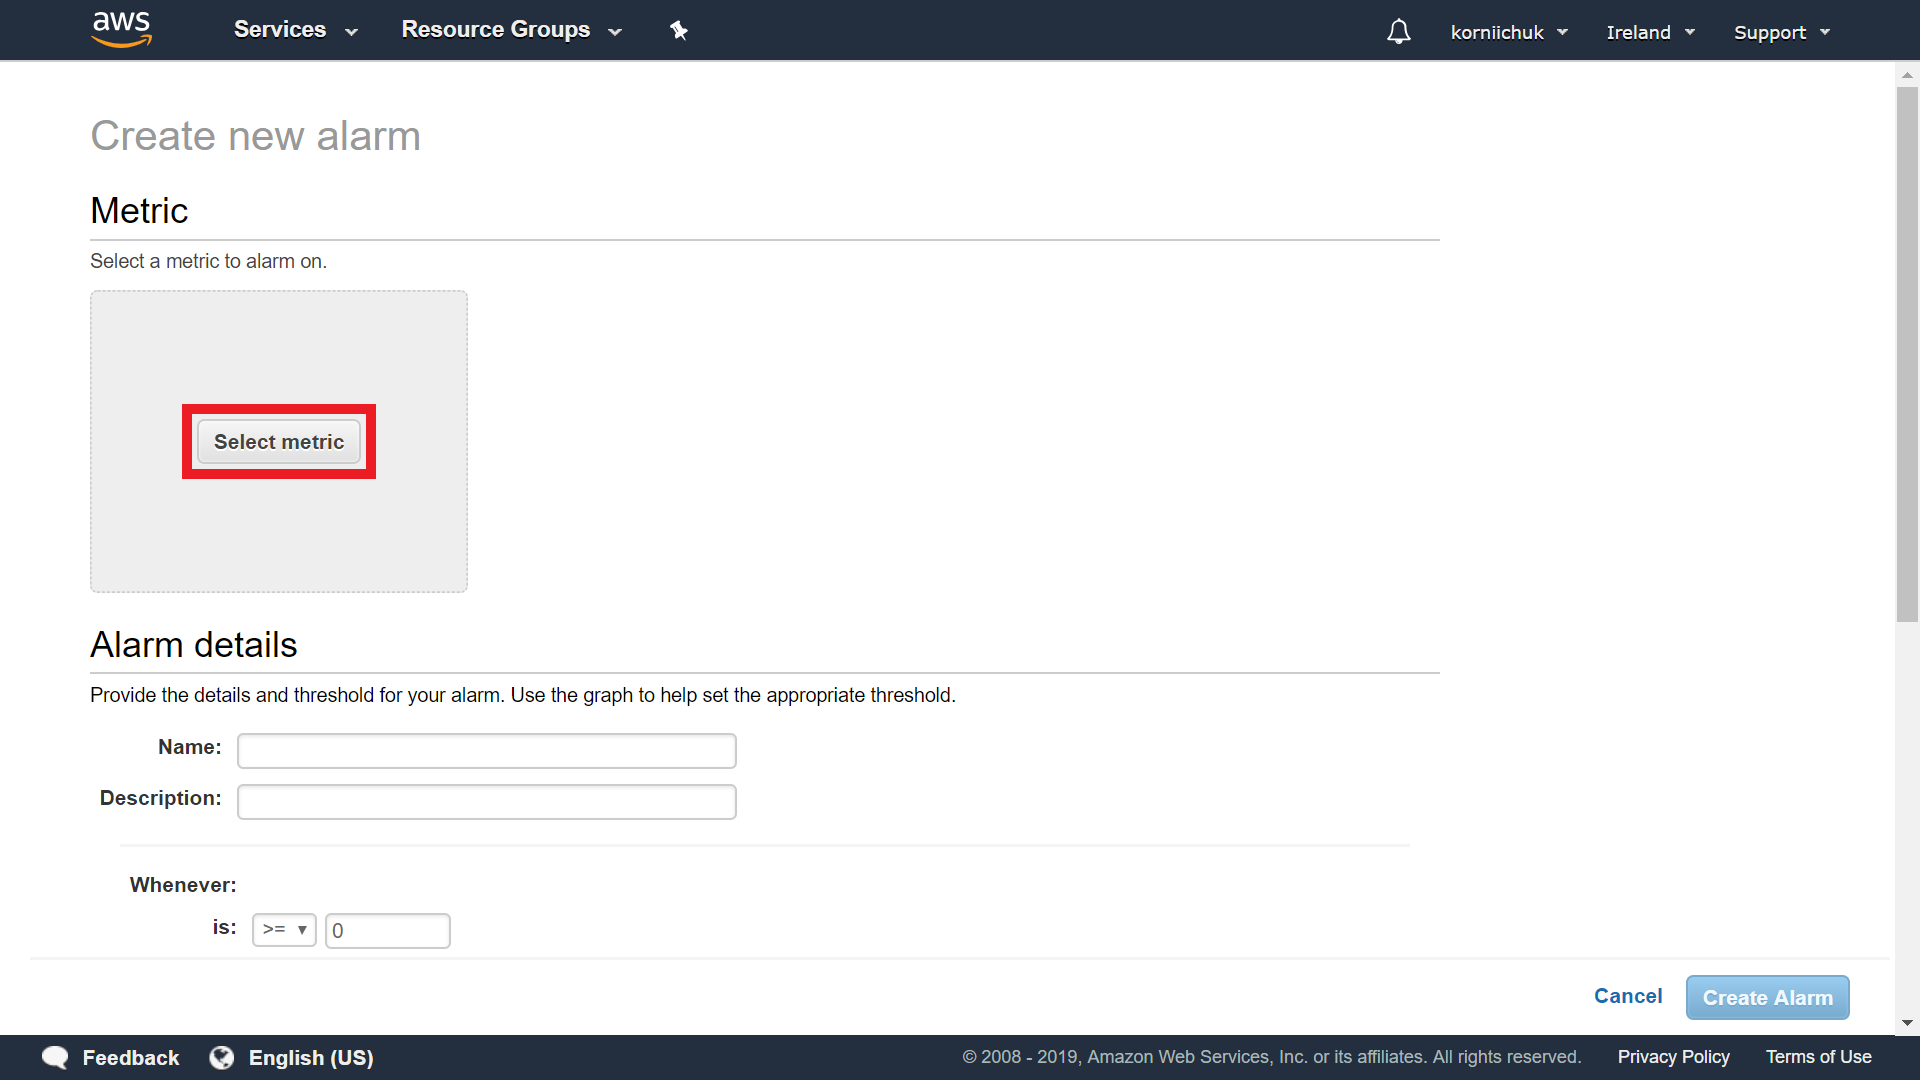 aws Services Resource Groups korniichuk Ireland Support
Create new alarm
Metric
Select a metric to alarm on.
Select metric
Alarm details
Provide the details and threshold for your alarm. Use the graph to help set the appropriate threshold.
Name:
Description:
Whenever:
is: >= 0
Cancel Create Alarm
Feedback English (US) © 2008 - 2019, Amazon Web Services, Inc. or its affiliates. All rights reserved. Privacy Policy Terms of Use